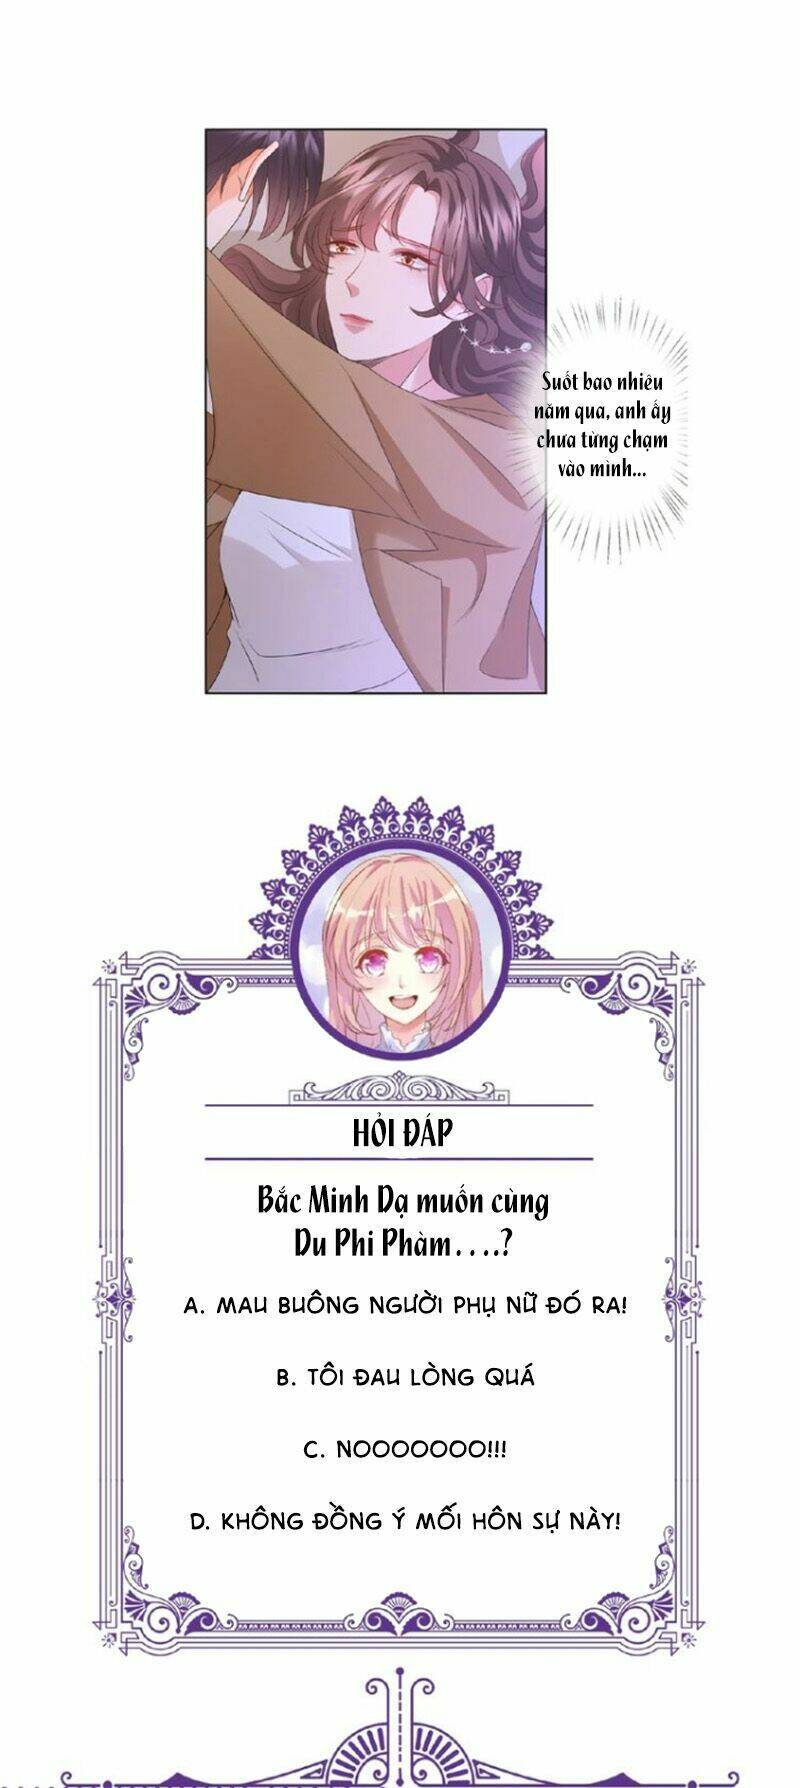 Suốt bao nhiêu
năm qua, anh ấy
chưa từng chạm
vào mình...
HỎI ĐÁP
Bắc Minh Dạ muốn cùng
Du Phi Phàm....?
A. MAU BUÔNG NGƯỜI PHỤ NỮ ĐÓ RA!
B. TÔI ĐAU LÒNG QUÁ
C. NOOOOOOO!!!
D. KHÔNG ĐỒNG Ý MỐI HÔN SỰ NÀY!